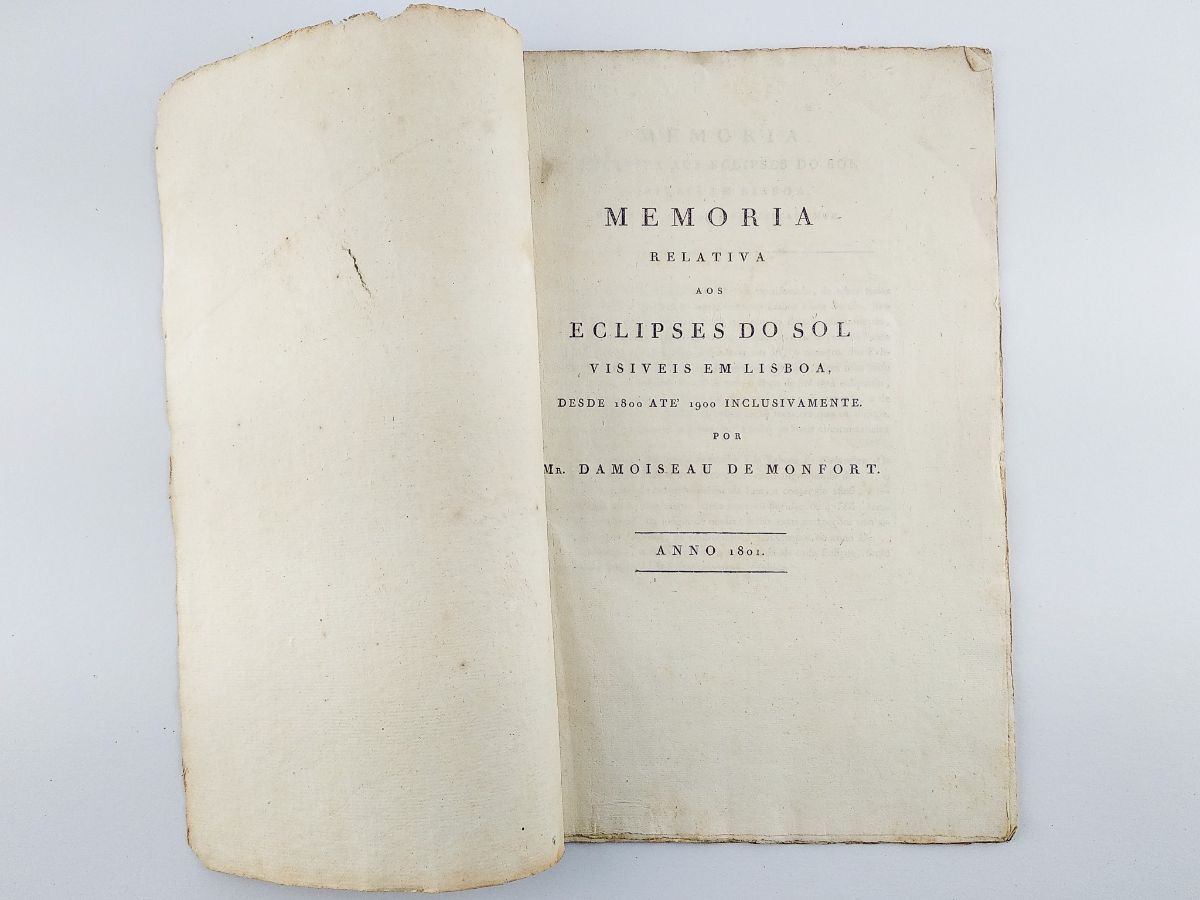 MEMORIA
RELATIVA
AOS
ECLIPSES DO SOL
VISIVEIS EM LISBOA,
DESDE 1800 ATE' 1900 INCLUSIVAMENTE.
POR
MR. DAMOISEAU DE MONFORT.
ANNO 1801.